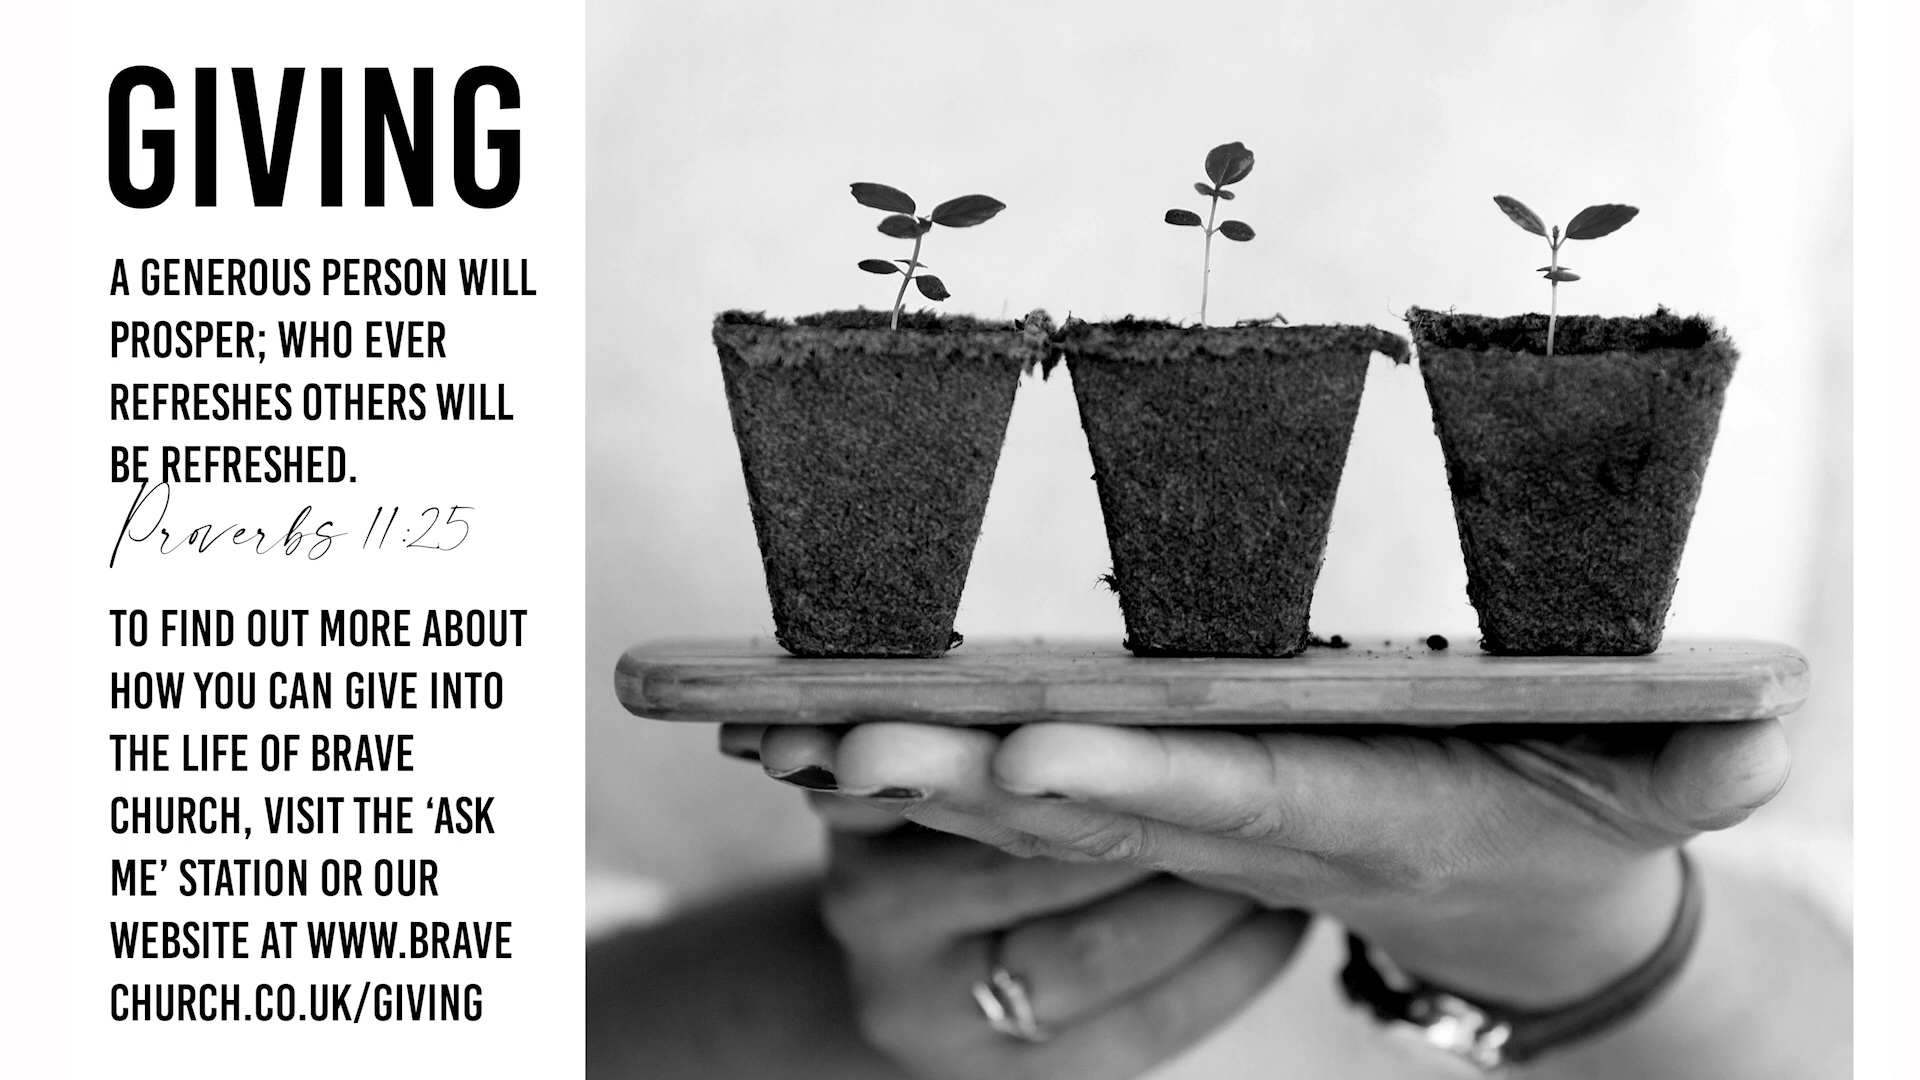 GIVING
A GENEROUS PERSON WILL
PROSPER; WHO EVER
REFRESHES OTHERS WILL
BE REFRESHED.
Proverbs 11:25
TO FIND OUT MORE ABOUT
HOW YOU CAN GIVE INTO
THE LIFE OF BRAVE
CHURCH, VISIT THE ‘ASK
ME’ STATION OR OUR
WEBSITE AT WWW.BRAVE
CHURCH.CO.UK/GIVING